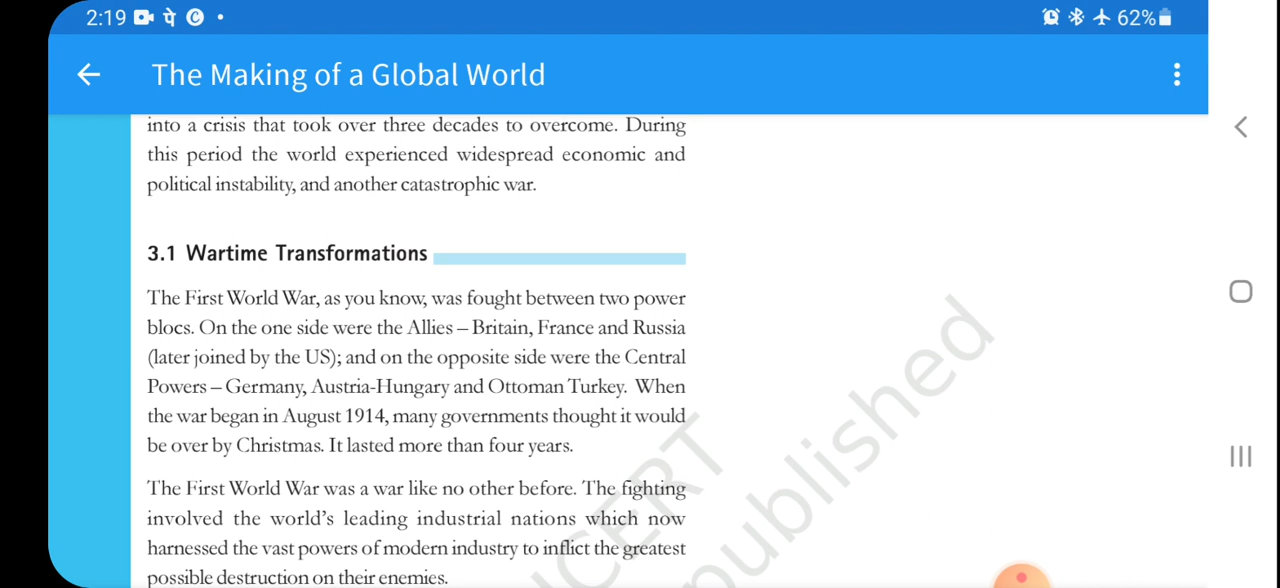 2:19 पे C 62%
The Making of a Global World
into a crisis that took over three decades to overcome. During
this period the world experienced widespread economic and
political instability, and another catastrophic war.
3.1 Wartime Transformations
The First World War, as you know, was fought between two power
blocs. On the one side were the Allies – Britain, France and Russia
(later joined by the US); and on the opposite side were the Central
Powers – Germany, Austria-Hungary and Ottoman Turkey. When
the war began in August 1914, many governments thought it would
be over by Christmas. It lasted more than four years.
The First World War was a war like no other before. The fighting
involved the world’s leading industrial nations which now
harnessed the vast powers of modern industry to inflict the greatest
possible destruction on their enemies.
NCERT
published